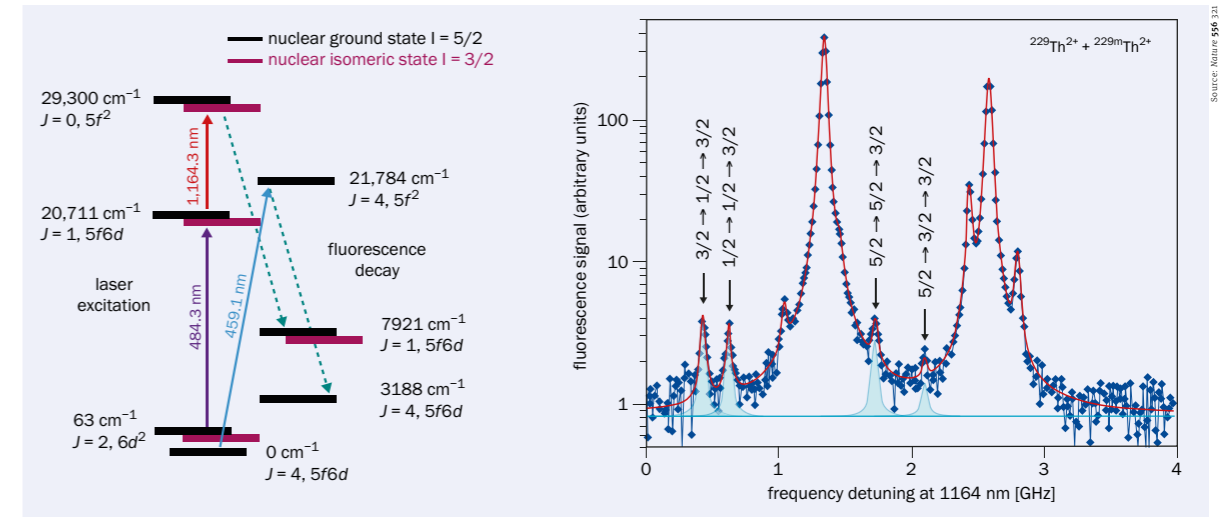 nuclear ground state I = 5/2
nuclear isomeric state I = 3/2
29,300 cm⁻¹
J = 0, 5f²
1,164.3 nm
21,784 cm⁻¹
J = 4, 5f²
20,711 cm⁻¹
J = 1, 5f6d
fluorescence
decay
laser
excitation
484.3 nm
459.1 nm
7921 cm⁻¹
J = 1, 5f6d
3188 cm⁻¹
J = 4, 5f6d
63 cm⁻¹
J = 2, 6d²
0 cm⁻¹
J = 4, 5f6d
fluorescence signal (arbitrary units)
100
10
1
²²⁹Th²⁺ + ²²⁹ᵐTh²⁺
3/2 → 1/2 → 3/2
1/2 → 1/2 → 3/2
5/2 → 5/2 → 3/2
5/2 → 3/2 → 3/2
0 1 2 3 4
frequency detuning at 1164 nm [GHz]
Source: Nature 556 321